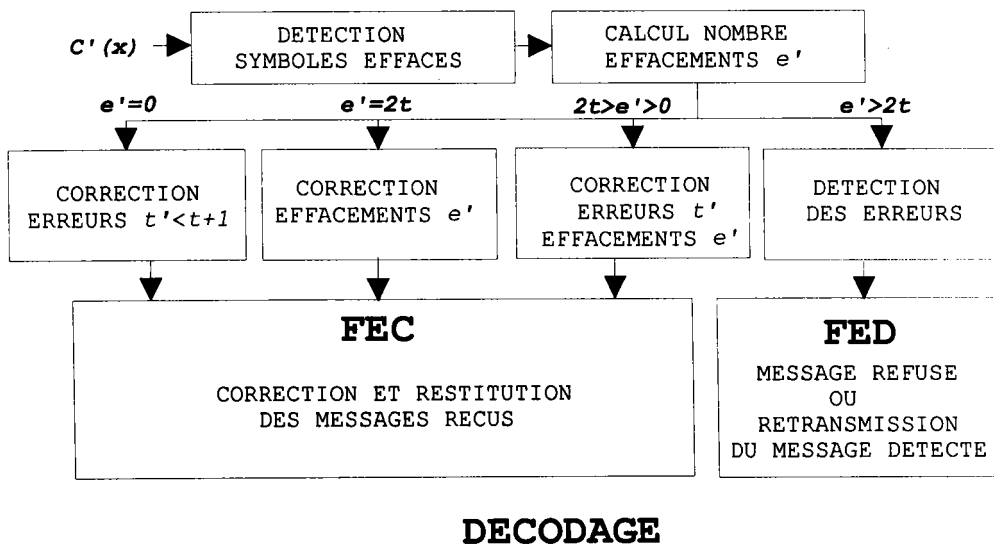 C'(x)
DETECTION
SYMBOLES EFFACES
CALCUL NOMBRE
EFFACEMENTS e'
e'=0
e'=2t
2t>e'>0
e'>2t
CORRECTION
ERREURS t'<t+1
CORRECTION
EFFACEMENTS e'
CORRECTION
ERREURS t'
EFFACEMENTS e'
DETECTION
DES ERREURS
FEC
CORRECTION ET RESTITUTION
DES MESSAGES RECUS
FED
MESSAGE REFUSE
OU
RETRANSMISSION
DU MESSAGE DETECTE
DECODAGE